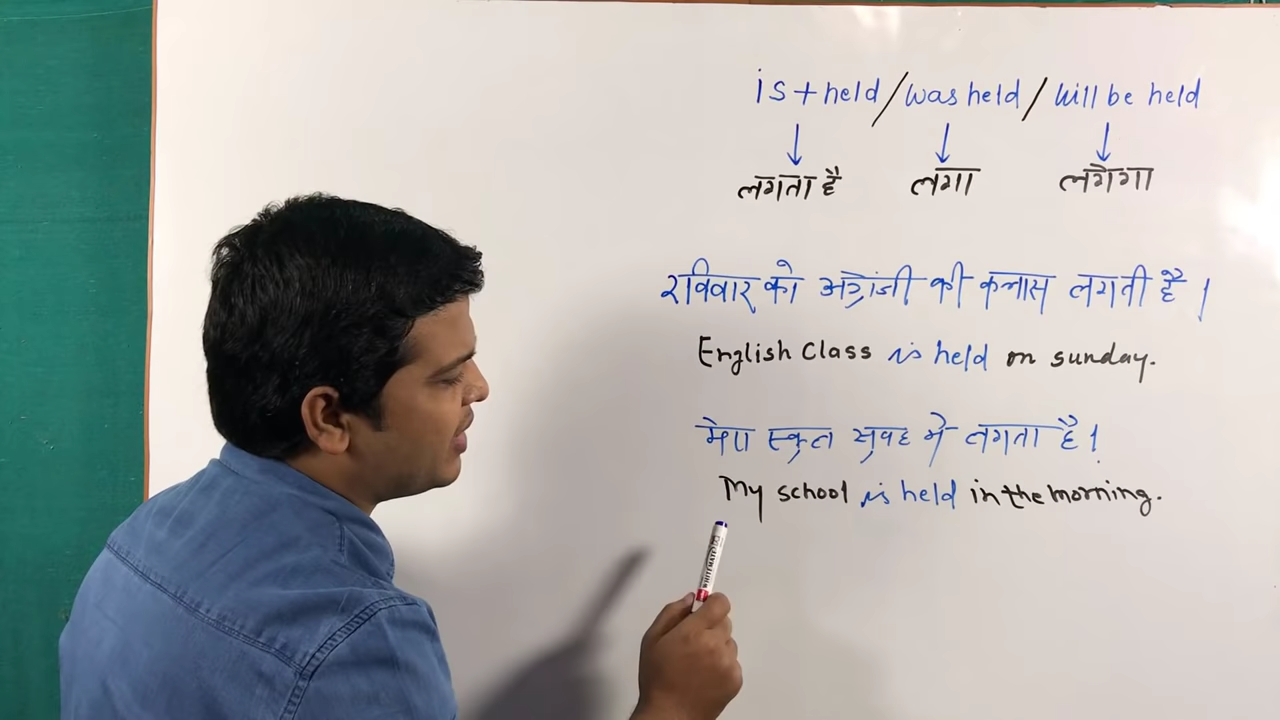 is + held / was held / will be held
↓ ↓ ↓
लगता है लगा लगेगा
रविवार को अंग्रेजी की क्लास लगती है।
English Class is held on sunday.
मेरा स्कूल सुबह में लगता है।
My school is held in the morning.
WHITEMATE